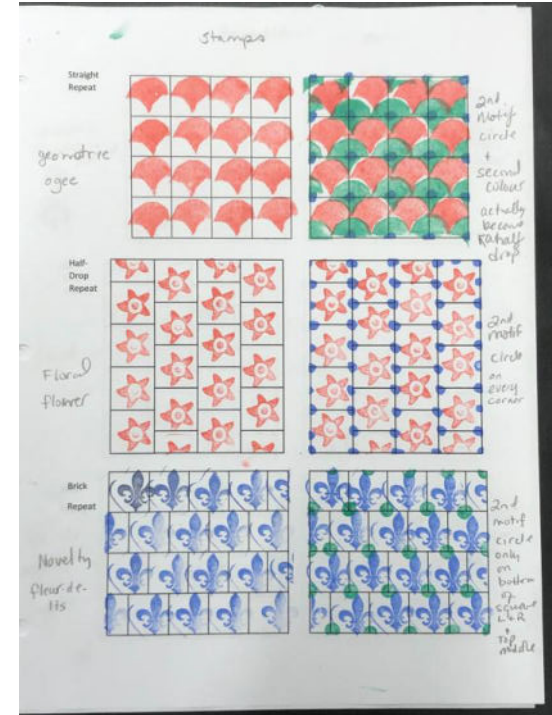 Stamps
Straight
Repeat
geometric
ogee
2nd
Motif
circle
+
second
colour
actually
became
half
drop
Half-
Drop
Repeat
Floral
flower
2nd
motif
circle
on
every
corner
Brick
Repeat
Novelty
fleur-de-
lis
2nd
motif
circle
only
on
bottom
of
square
L+R
+
Top
middle